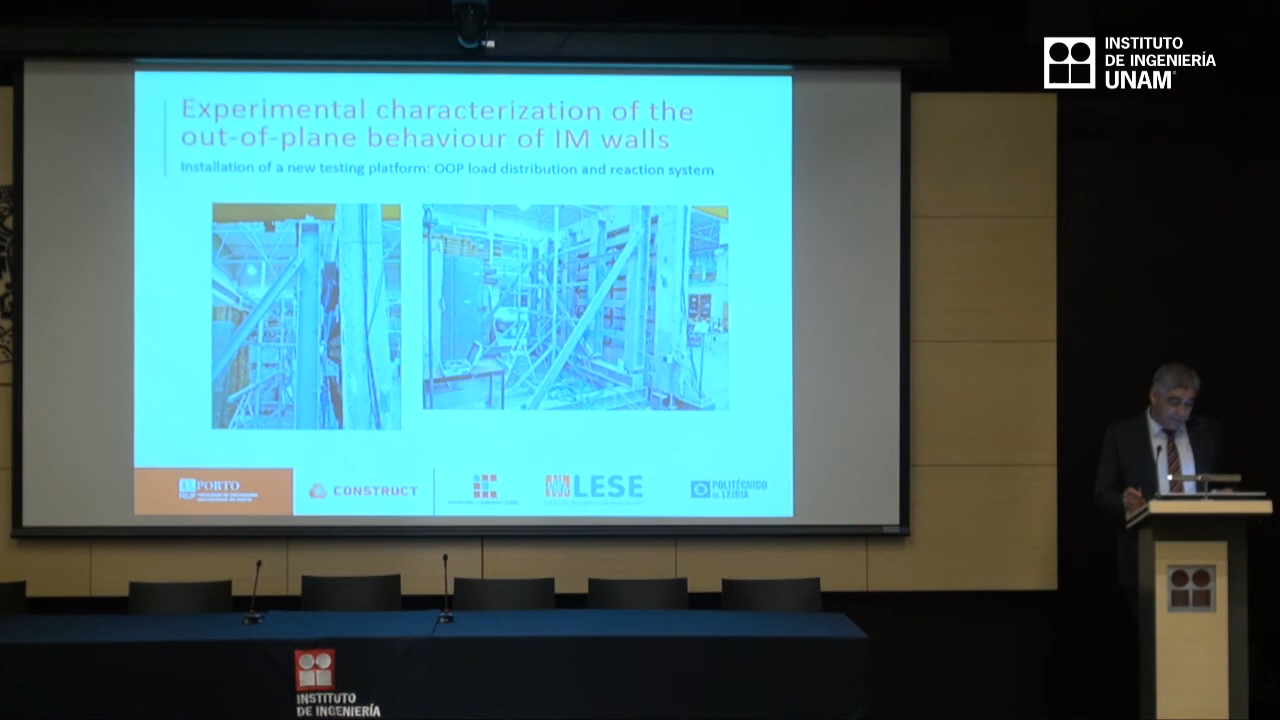 INSTITUTO
DE INGENIERÍA
UNAM
Experimental characterization of the
out-of-plane behaviour of IM walls
Installation of a new testing platform: OOP load distribution and reaction system
U.PORTO
CONSTRUCT
LESE
POLITÉCNICO
DE LEIRIA
INSTITUTO
DE INGENIERÍA